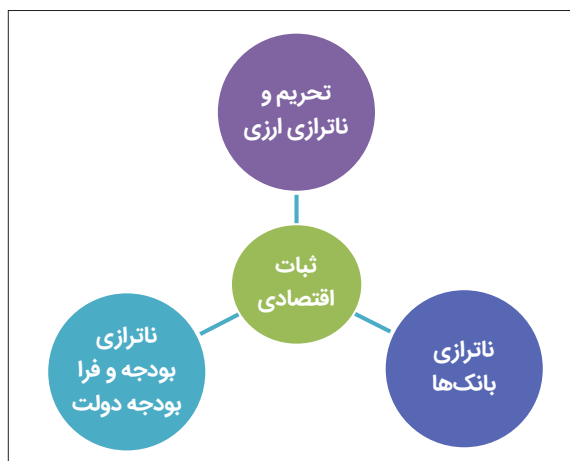 تحریم و
ناترازی ارزی
ثبات
اقتصادی
ناترازی
بانک‌ها
ناترازی
بودجه و فرا
بودجه دولت